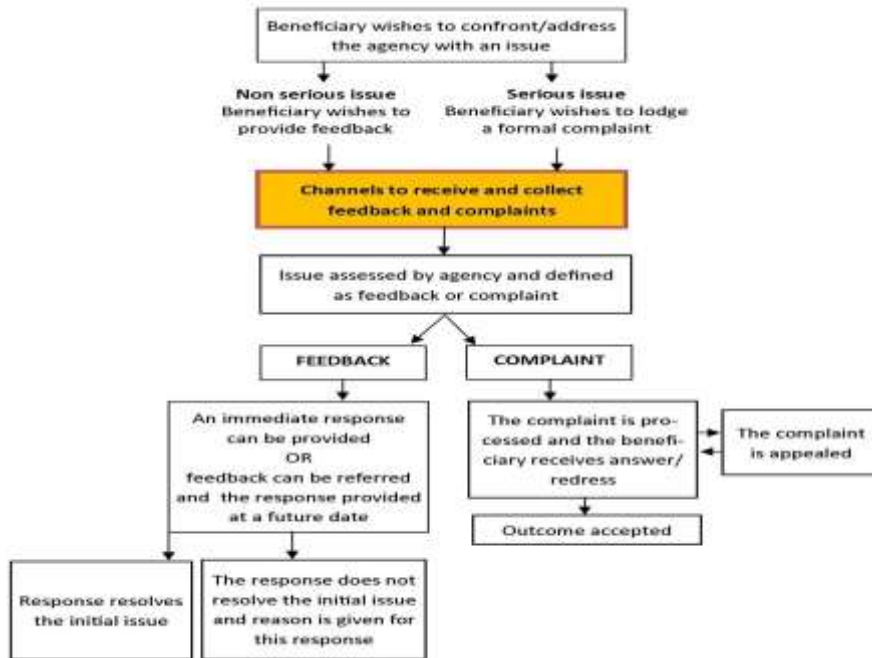 Beneficiary wishes to confront/address
the agency with an issue
Non serious issue
Beneficiary wishes to
provide feedback
Serious issue
Beneficiary wishes to lodge
a formal complaint
Channels to receive and collect
feedback and complaints
Issue assessed by agency and defined
as feedback or complaint
FEEDBACK
COMPLAINT
An immediate response
can be provided
OR
feedback can be referred
and the response provided
at a future date
The complaint is pro-
cessed and the benefi-
ciary receives answer/
redress
The complaint
is appealed
Outcome accepted
Response resolves
the initial issue
The response does not
resolve the initial issue
and reason is given for
this response